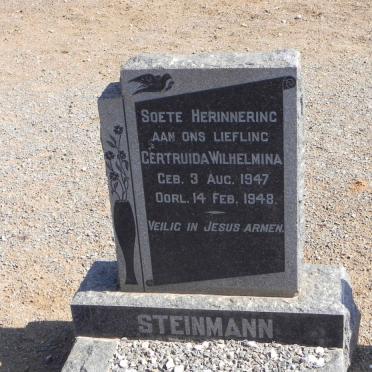 SOETE HERINNERING
AAN ONS LIEFLING
GERTRUIDA WILHELMINA
GEB. 3 AUG. 1947
OORL. 14 FEB. 1948.
VEILIG IN JESUS ARMEN.
STEINMANN